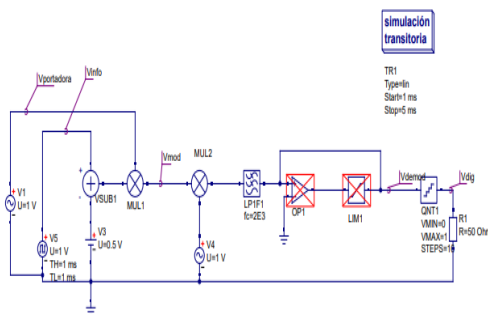 simulación
transitoria
TR1
Type=lin
Start=1 ms
Stop=5 ms
Vportadora
Vinfo
Vmod
MUL2
+
-
VSUB1
MUL1
LP1F1
fc=2E3
OP1
LIM1
Vdemod
Vdig
QNT1
VMIN=0
VMAX=1
R1
R=50 Ohm
V1
U=1 V
V5
U=1 V
TH=1 ms
TL=1 ms
V3
U=0.5 V
V4
U=1 V